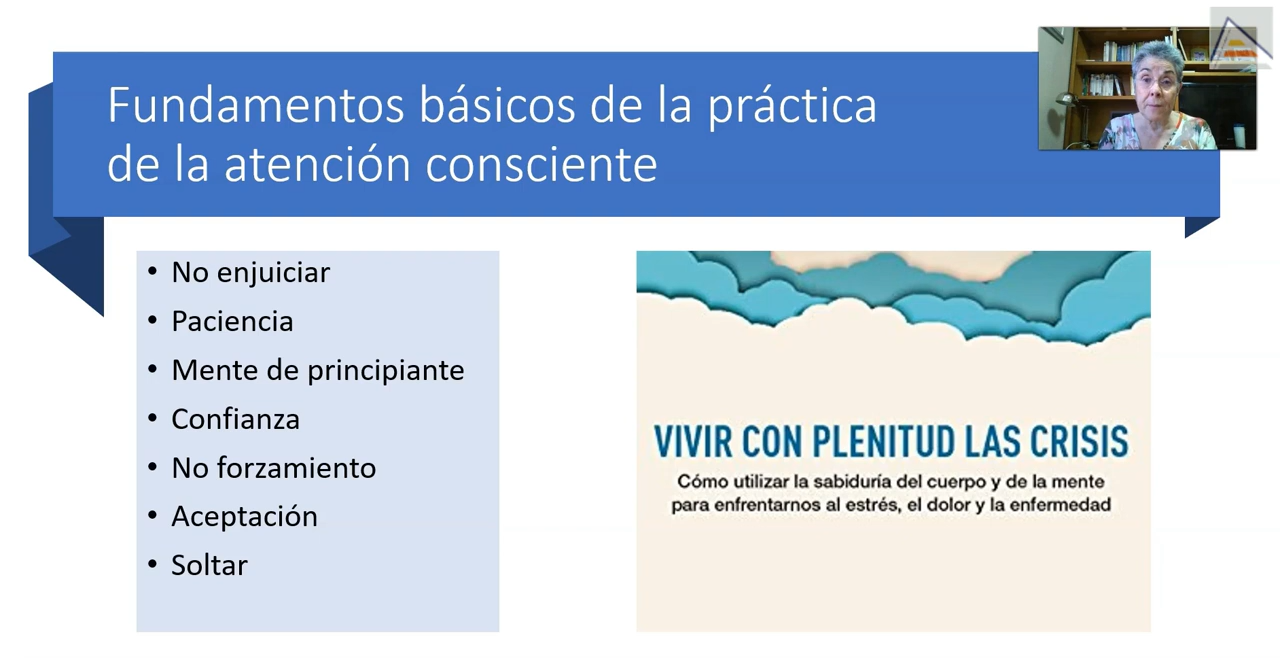 Fundamentos básicos de la práctica
de la atención consciente
• No enjuiciar
• Paciencia
• Mente de principiante
• Confianza
• No forzamiento
• Aceptación
• Soltar
VIVIR CON PLENITUD LAS CRISIS
Cómo utilizar la sabiduría del cuerpo y de la mente
para enfrentarnos al estrés, el dolor y la enfermedad